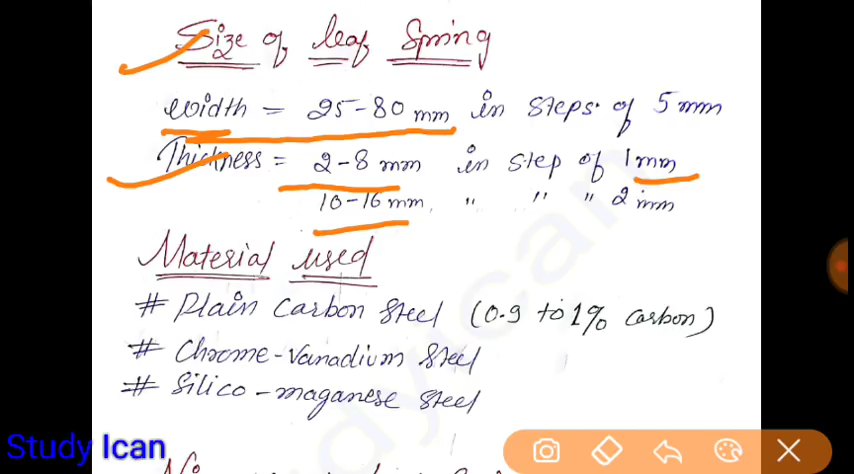 Size of leaf Spring
Width = 25-80 mm in steps. of 5 mm
Thickness = 2-8 mm in step of 1 mm
10-16 mm, " " " 2 mm
Material used
# Plain Carbon Steel (0.9 to 1% Carbon)
# Chrome-Vanadium Steel
# Silico-maganese Steel
Study Ican